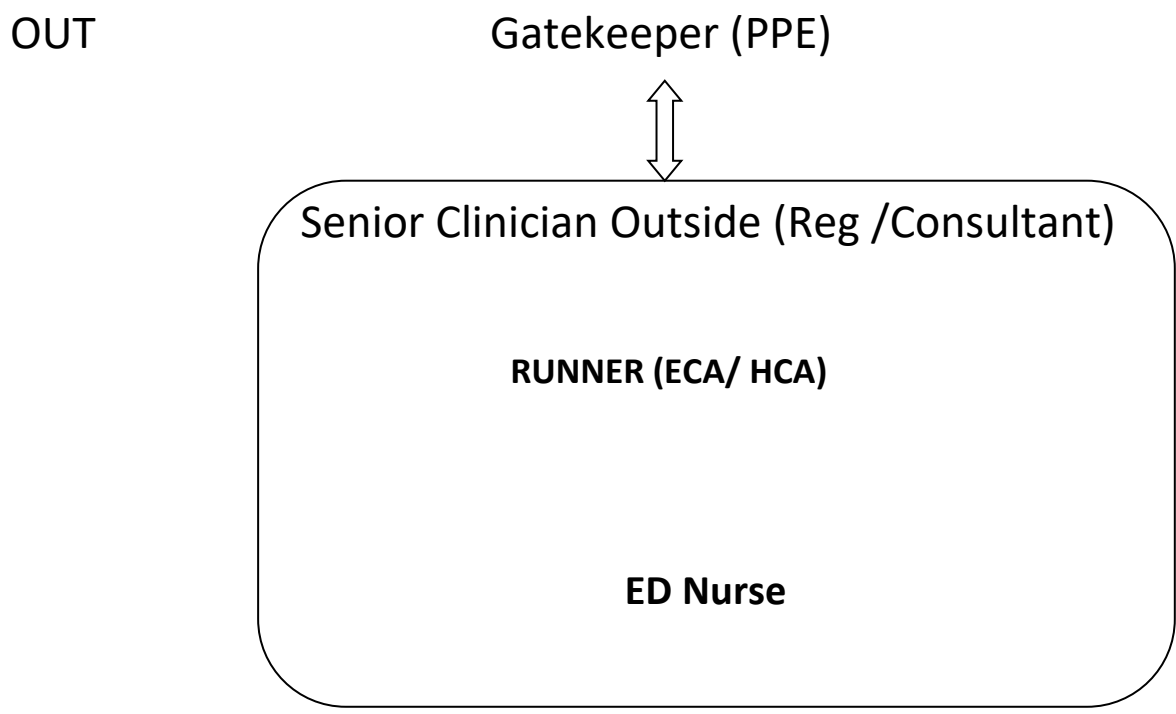 OUT
Gatekeeper (PPE)
Senior Clinician Outside (Reg /Consultant)
RUNNER (ECA/ HCA)
ED Nurse